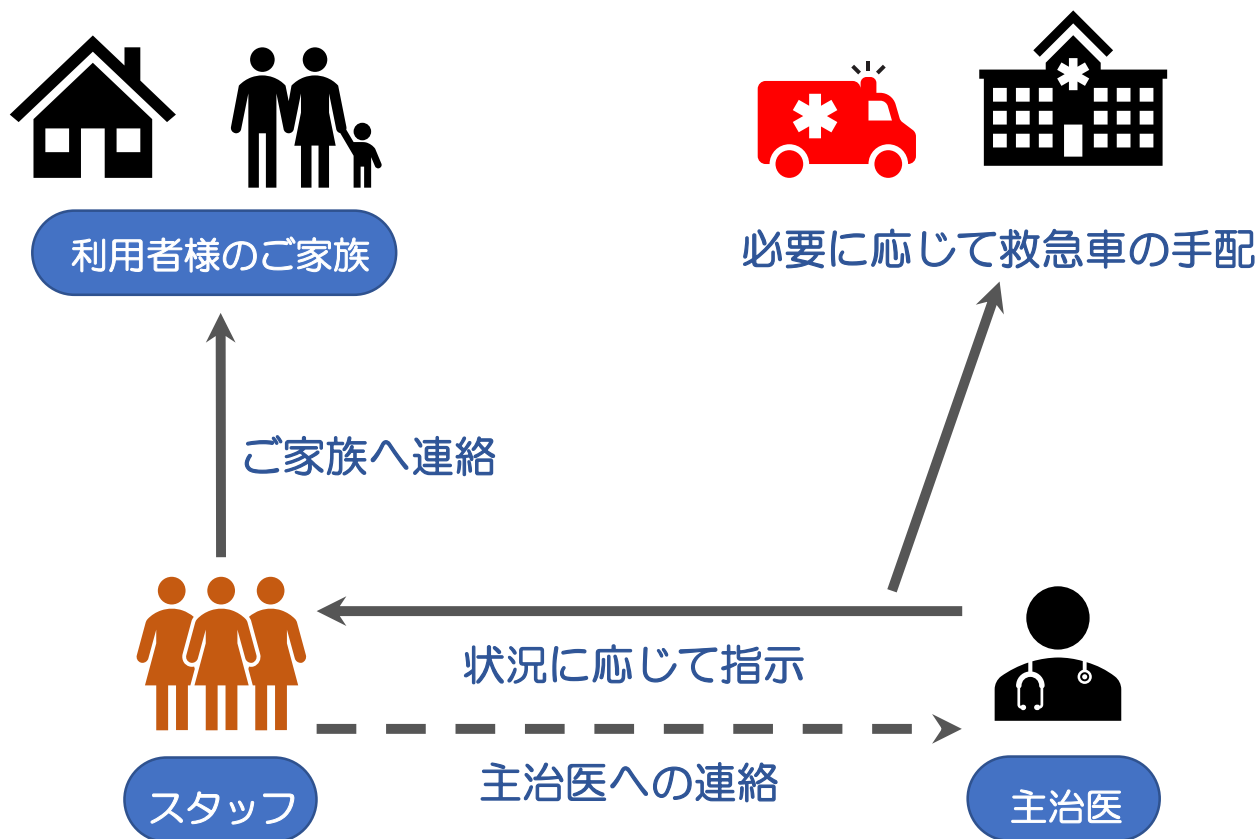 利用者様のご家族
必要に応じて救急車の手配
ご家族へ連絡
状況に応じて指示
主治医への連絡
スタッフ
主治医